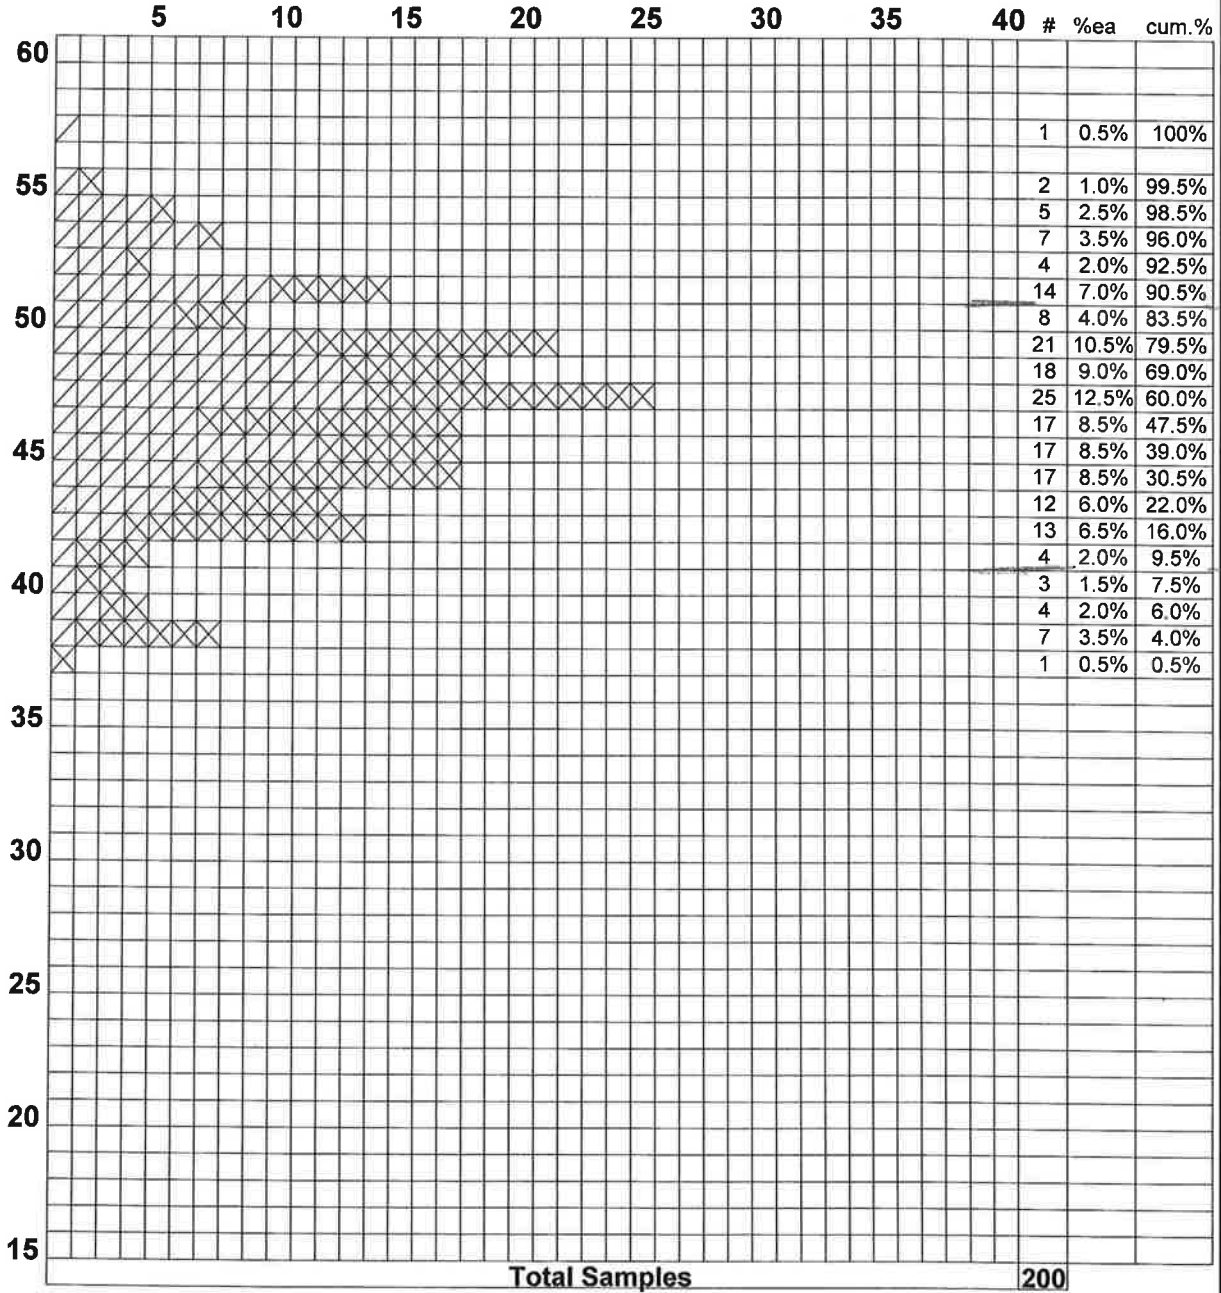 5 10 15 20 25 30 35 40 # %ea cum.%
60
1 0.5% 100%
55 2 1.0% 99.5%
5 2.5% 98.5%
7 3.5% 96.0%
4 2.0% 92.5%
14 7.0% 90.5%
50 8 4.0% 83.5%
21 10.5% 79.5%
18 9.0% 69.0%
25 12.5% 60.0%
17 8.5% 47.5%
45 17 8.5% 39.0%
17 8.5% 30.5%
12 6.0% 22.0%
13 6.5% 16.0%
4 2.0% 9.5%
40 3 1.5% 7.5%
4 2.0% 6.0%
7 3.5% 4.0%
1 0.5% 0.5%
35
30
25
20
15
Total Samples 200